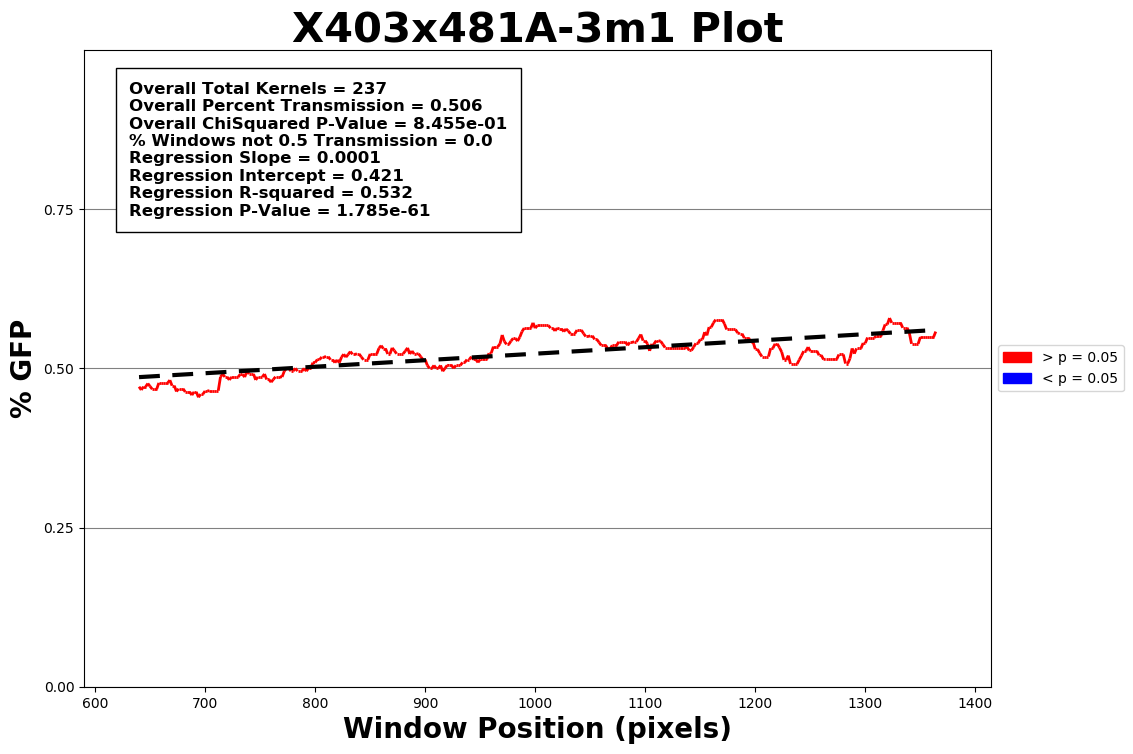 X403x481A-3m1 Plot
Overall Total Kernels = 237
Overall Percent Transmission = 0.506
Overall ChiSquared P-Value = 8.455e-01
% Windows not 0.5 Transmission = 0.0
Regression Slope = 0.0001
Regression Intercept = 0.421
Regression R-squared = 0.532
Regression P-Value = 1.785e-61
0.75
0.50
0.25
0.00
% GFP
> p = 0.05
< p = 0.05
600 700 800 900 1000 1100 1200 1300 1400
Window Position (pixels)